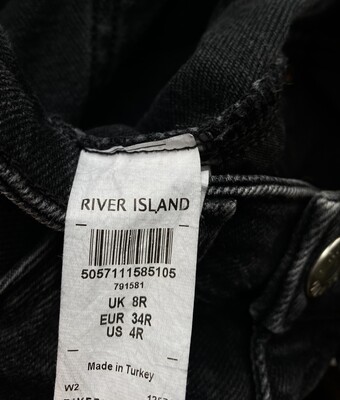 RIVER ISLAND
5057111585105
791581
UK 8R
EUR 34R
US 4R
Made in Turkey
W2